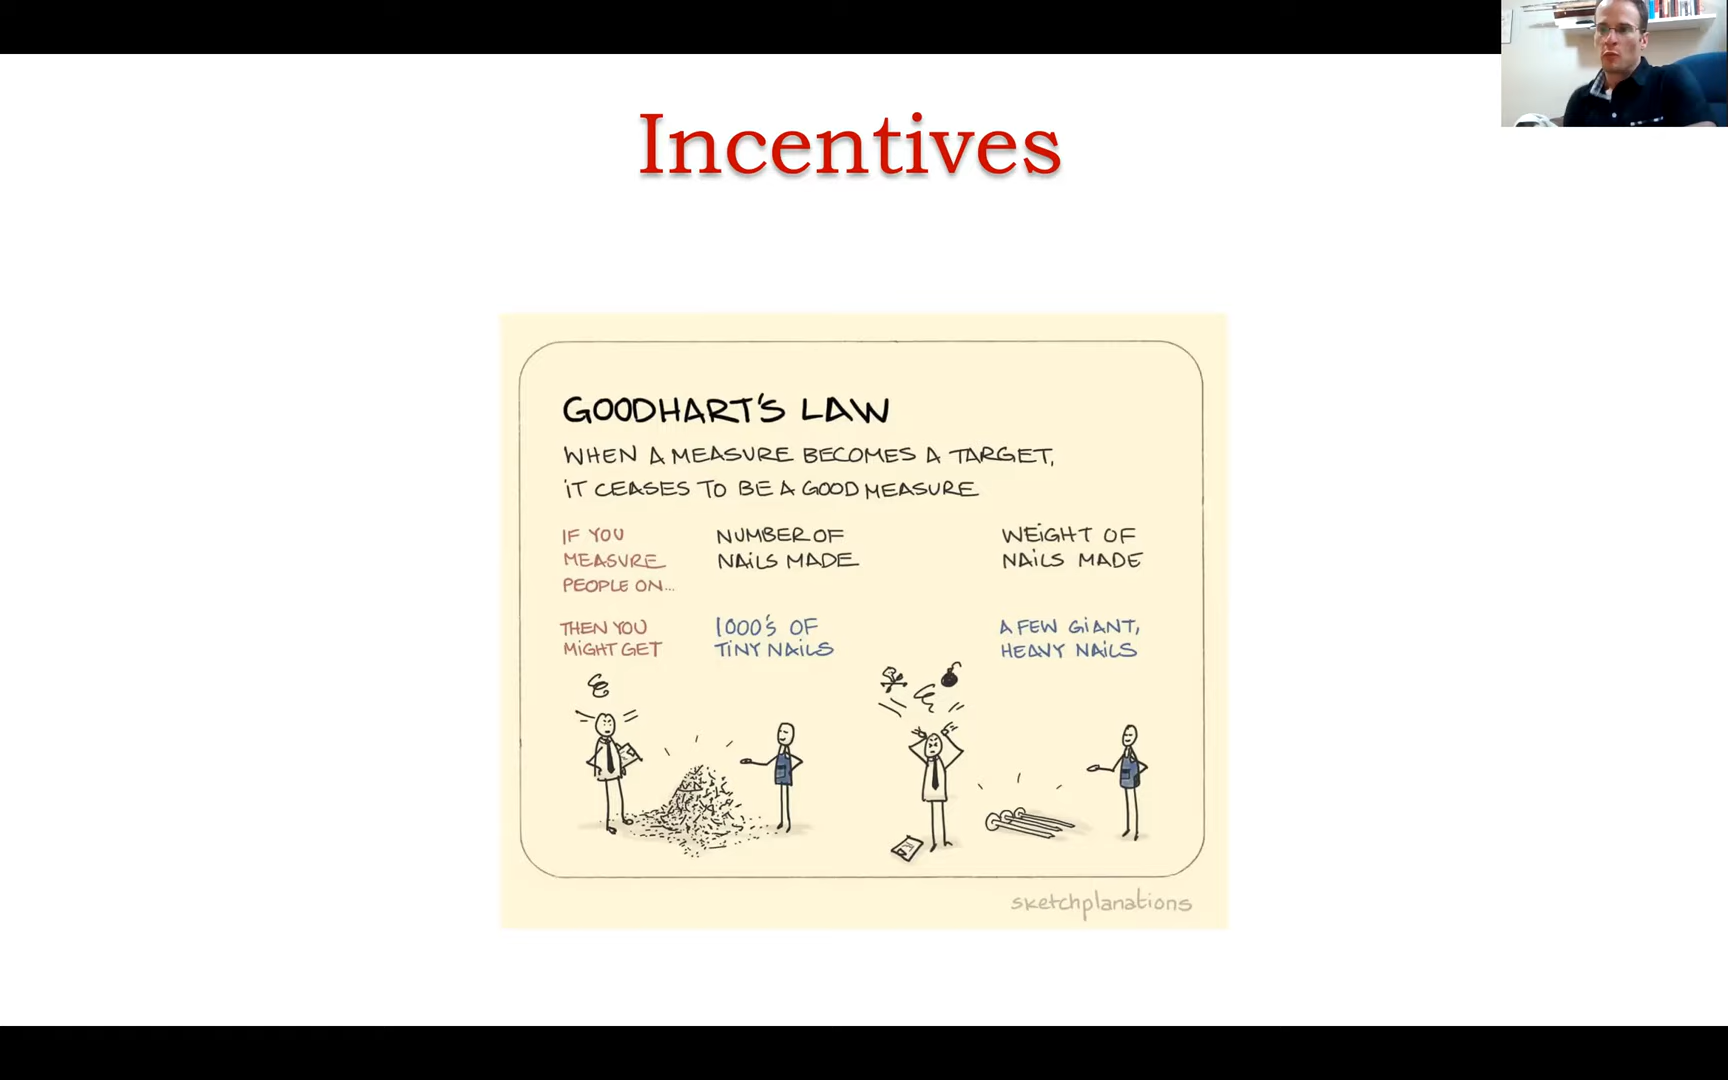 Incentives
GOODHART'S LAW
WHEN A MEASURE BECOMES A TARGET,
IT CEASES TO BE A GOOD MEASURE
IF YOU
MEASURE
PEOPLE ON...
NUMBER OF
NAILS MADE
WEIGHT OF
NAILS MADE
THEN YOU
MIGHT GET
1000'S OF
TINY NAILS
A FEW GIANT,
HEAVY NAILS
sketchplanations